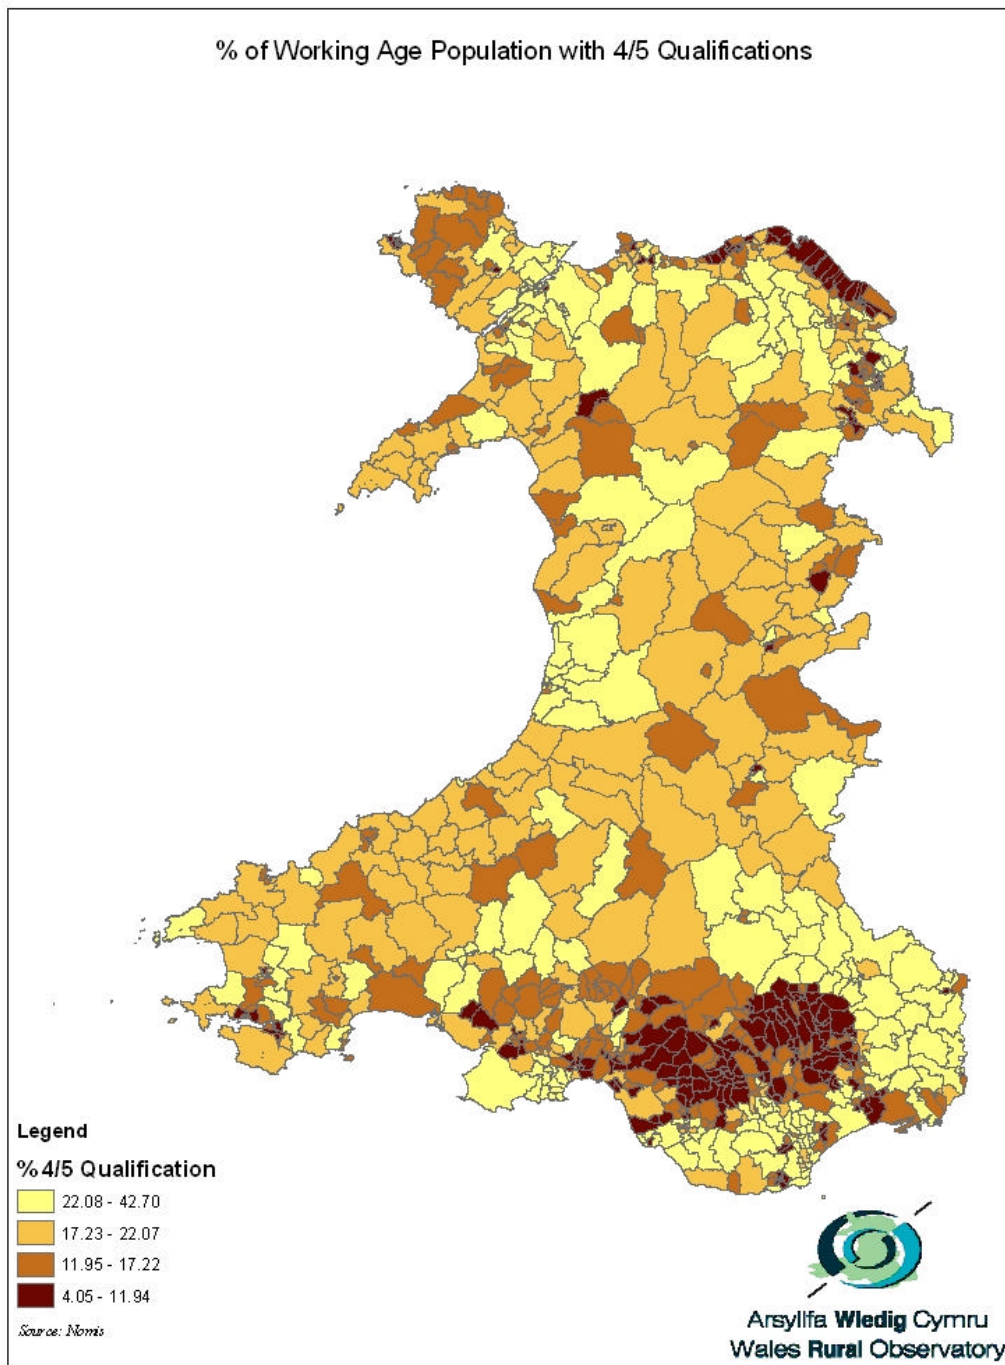 % of Working Age Population with 4/5 Qualifications
Legend
% 4/5 Qualification
22.08 - 42.70
17.23 - 22.07
11.95 - 17.22
4.05 - 11.94
Source: Nomis
Arsyllfa Wledig Cymru
Wales Rural Observatory